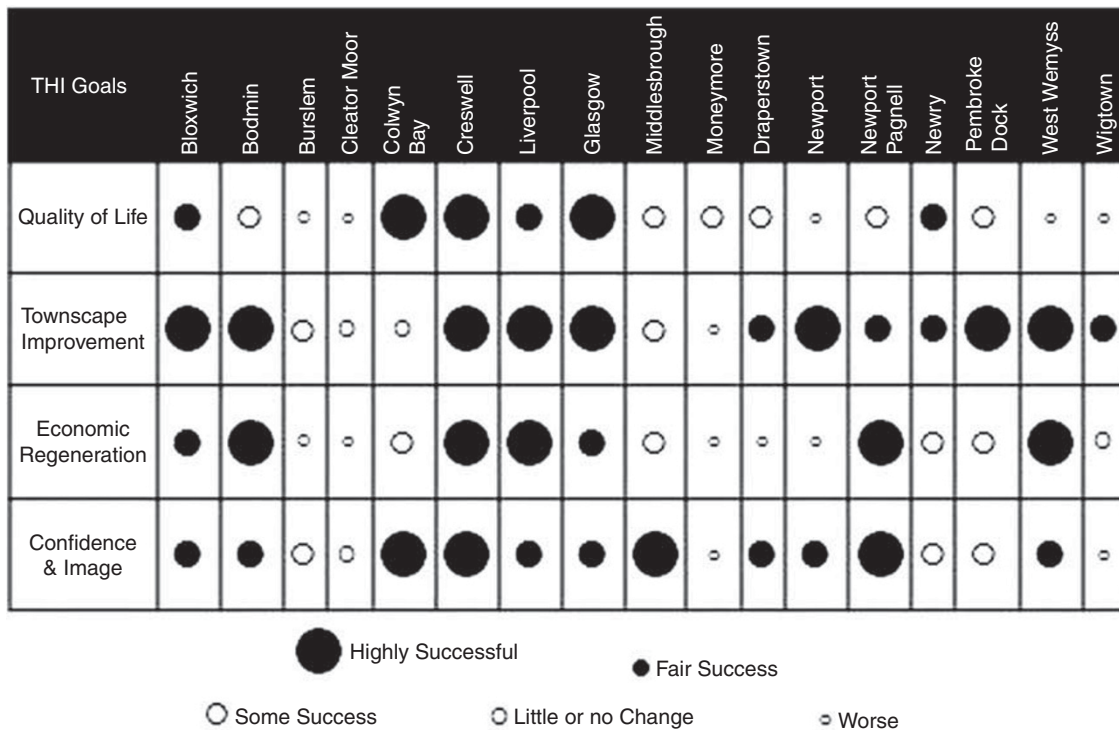 THI Goals
Bloxwich
Bodmin
Burslem
Cleator Moor
Colwyn
Bay
Creswell
Liverpool
Glasgow
Middlesbrough
Moneymore
Draperstown
Newport
Newport
Pagnell
Newry
Pembroke
Dock
West Wemyss
Wigtown
Quality of Life
Townscape
Improvement
Economic
Regeneration
Confidence
& Image
Highly Successful
Fair Success
Some Success
Little or no Change
Worse